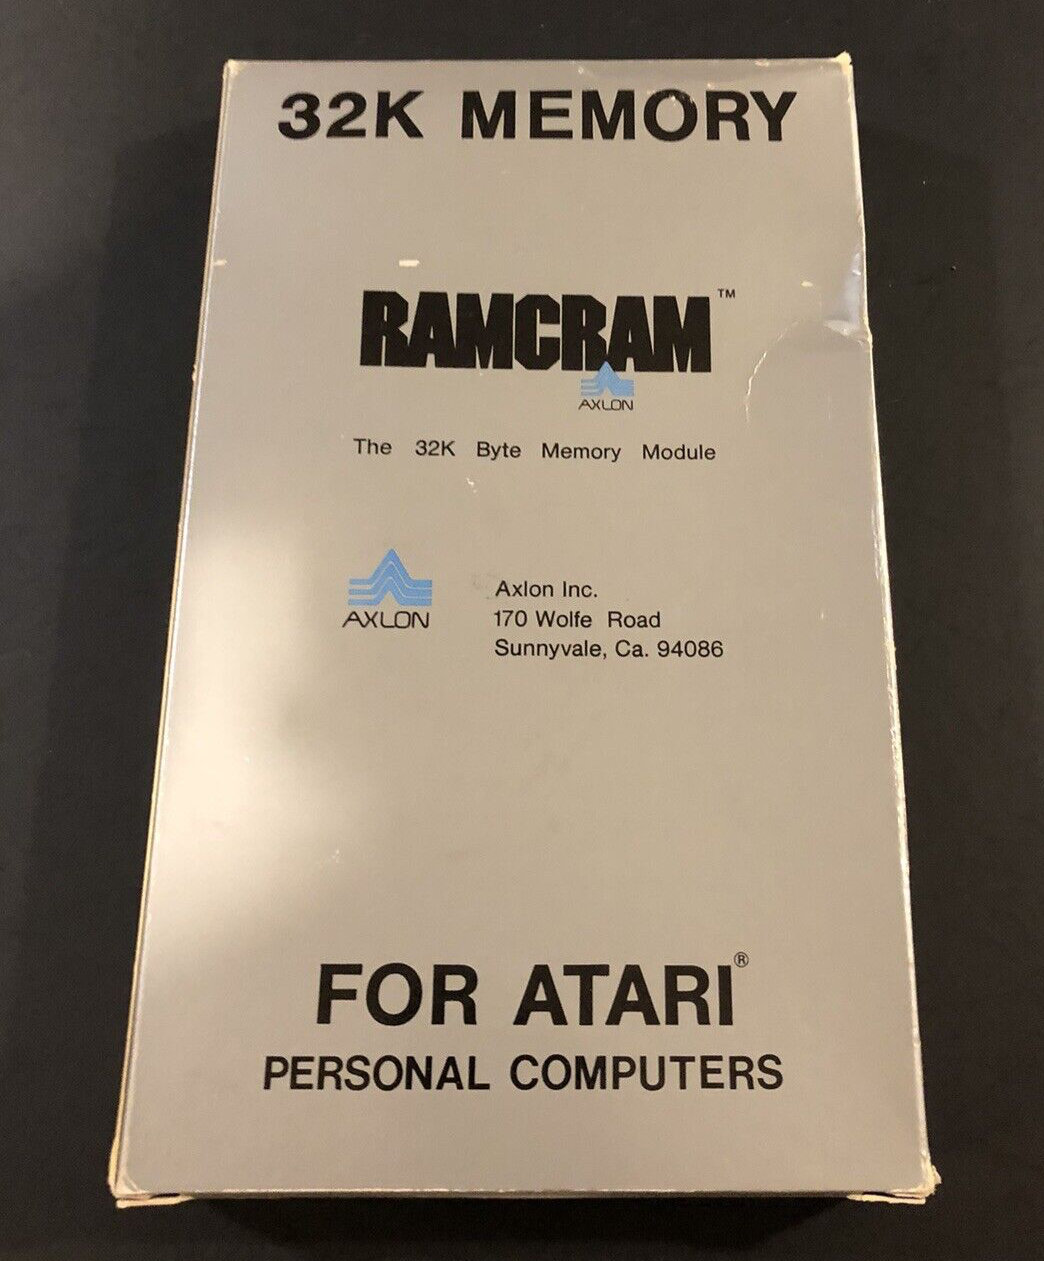 32K MEMORY
RAMCRAM™
AXLON
The 32K Byte Memory Module
AXLON
Axlon Inc.
170 Wolfe Road
Sunnyvale, Ca. 94086
FOR ATARI®
PERSONAL COMPUTERS